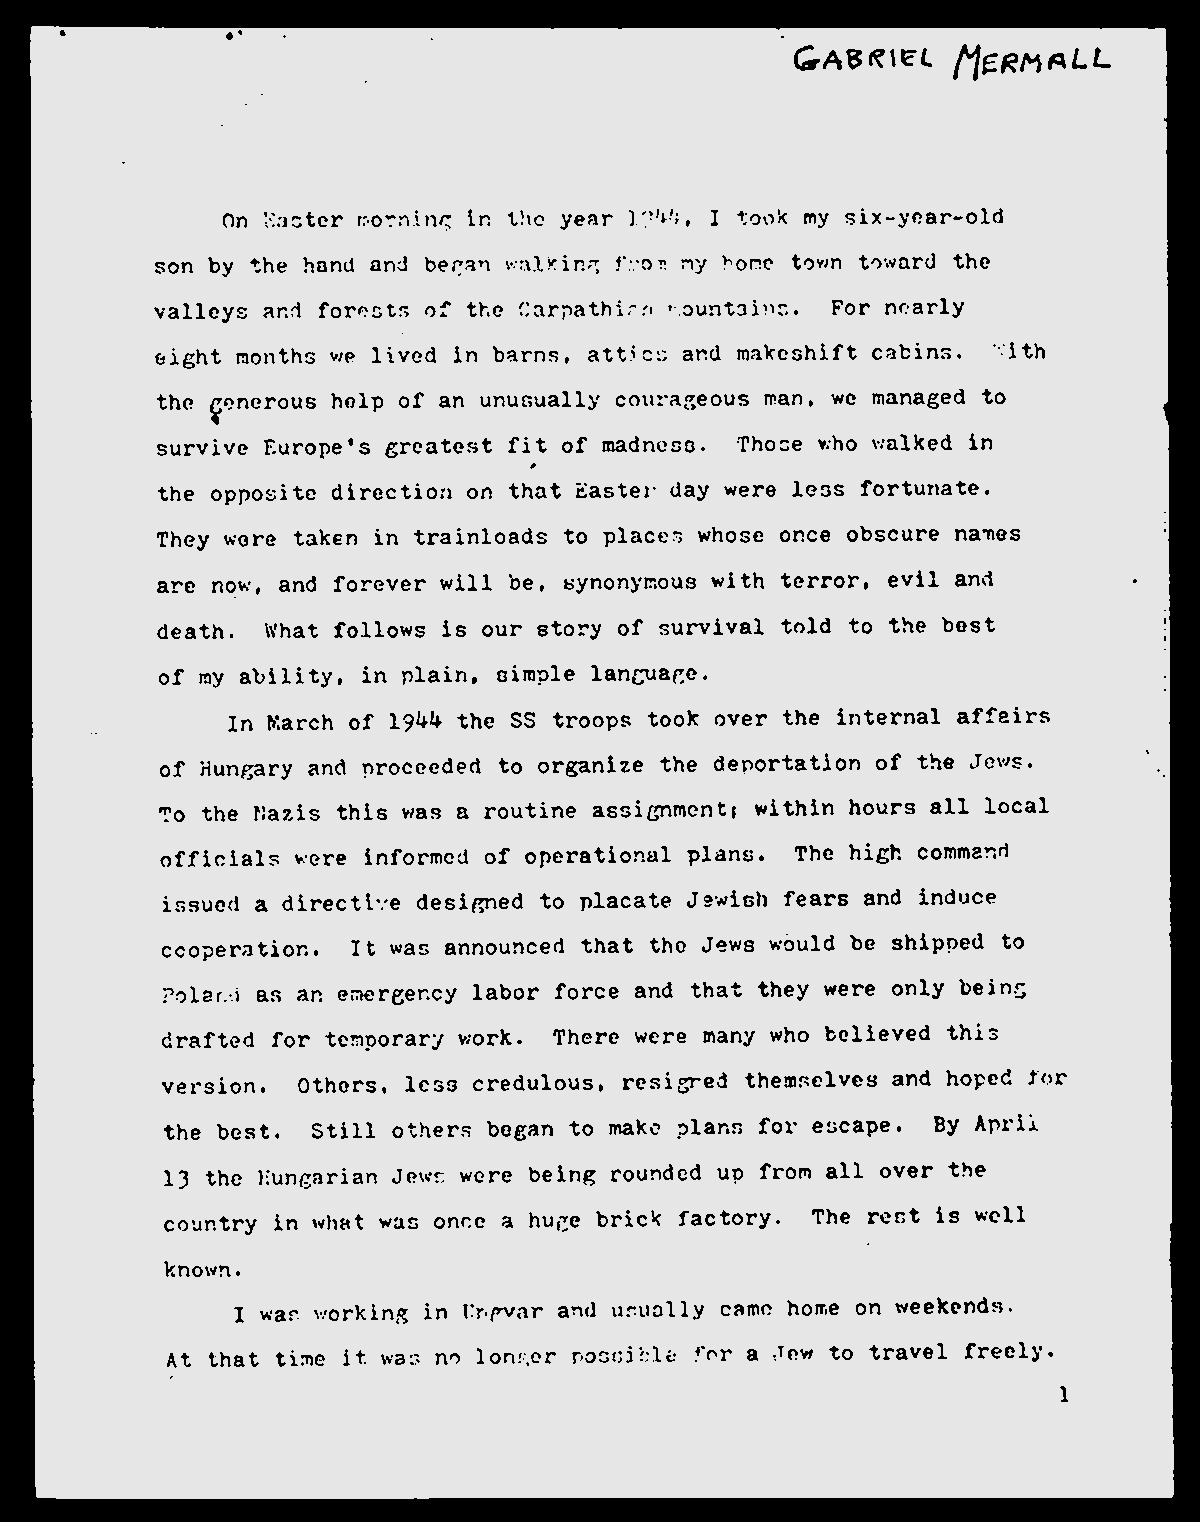 GABRIEL MERMALL
On Easter morning in the year 1944, I took my six-year-old
son by the hand and began walking from my home town toward the
valleys and forests of the Carpathian mountains. For nearly
eight months we lived in barns, attics and makeshift cabins. With
the generous help of an unusually courageous man, we managed to
survive Europe's greatest fit of madness. Those who walked in
the opposite direction on that Easter day were less fortunate.
They were taken in trainloads to places whose once obscure names
are now, and forever will be, synonymous with terror, evil and
death. What follows is our story of survival told to the best
of my ability, in plain, simple language.
In March of 1944 the SS troops took over the internal affairs
of Hungary and proceeded to organize the deportation of the Jews.
To the Nazis this was a routine assignment; within hours all local
officials were informed of operational plans. The high command
issued a directive designed to placate Jewish fears and induce
cooperation. It was announced that the Jews would be shipped to
Poland as an emergency labor force and that they were only being
drafted for temporary work. There were many who believed this
version. Others, less credulous, resigned themselves and hoped for
the best. Still others began to make plans for escape. By April
13 the Hungarian Jews were being rounded up from all over the
country in what was once a huge brick factory. The rest is well
known.
I was working in Ungvar and usually came home on weekends.
At that time it was no longer possible for a Jew to travel freely.
1